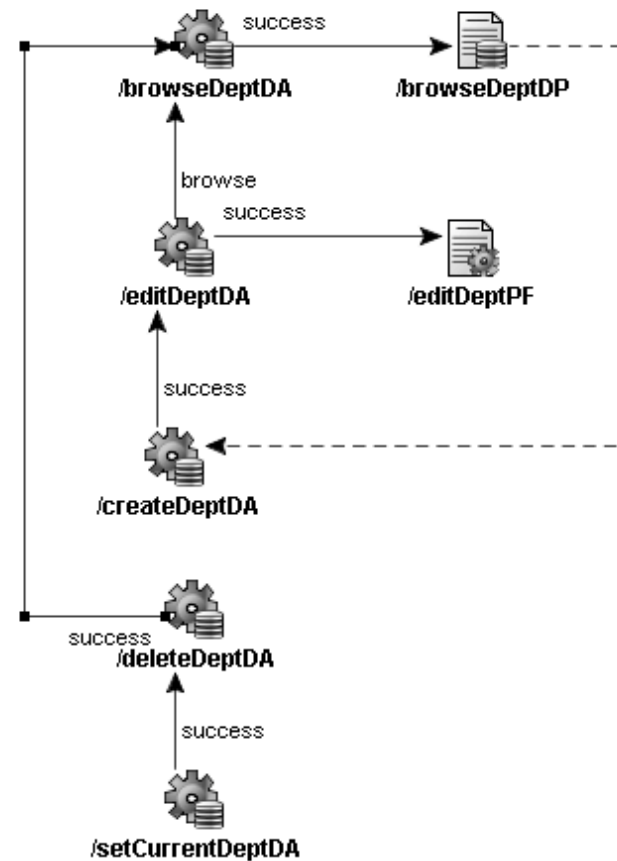 success
/browseDeptDA
/browseDeptDP
browse
success
/editDeptDA
/editDeptPF
success
/createDeptDA
success
/deleteDeptDA
success
/setCurrentDeptDA